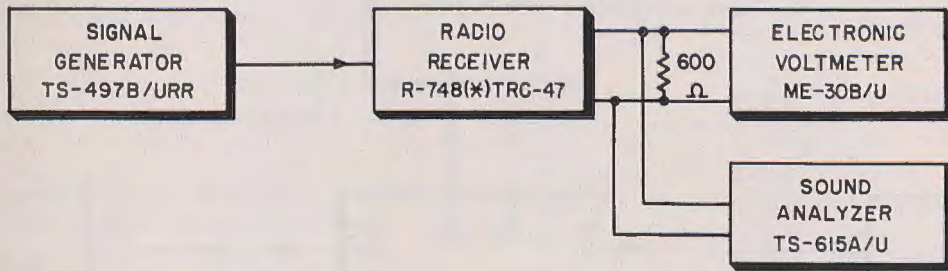 SIGNAL
GENERATOR
TS-497B/URR
RADIO
RECEIVER
R-748(*)TRC-47
600
Ω
ELECTRONIC
VOLTMETER
ME-30B/U
SOUND
ANALYZER
TS-615A/U